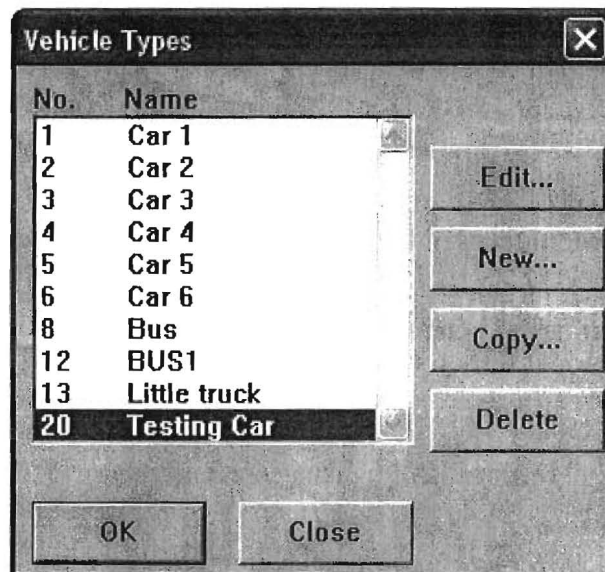 Vehicle Types
No. Name
1 Car 1
2 Car 2
3 Car 3
4 Car 4
5 Car 5
6 Car 6
8 Bus
12 BUS1
13 Little truck
20 Testing Car
Edit...
New...
Copy...
Delete
OK Close